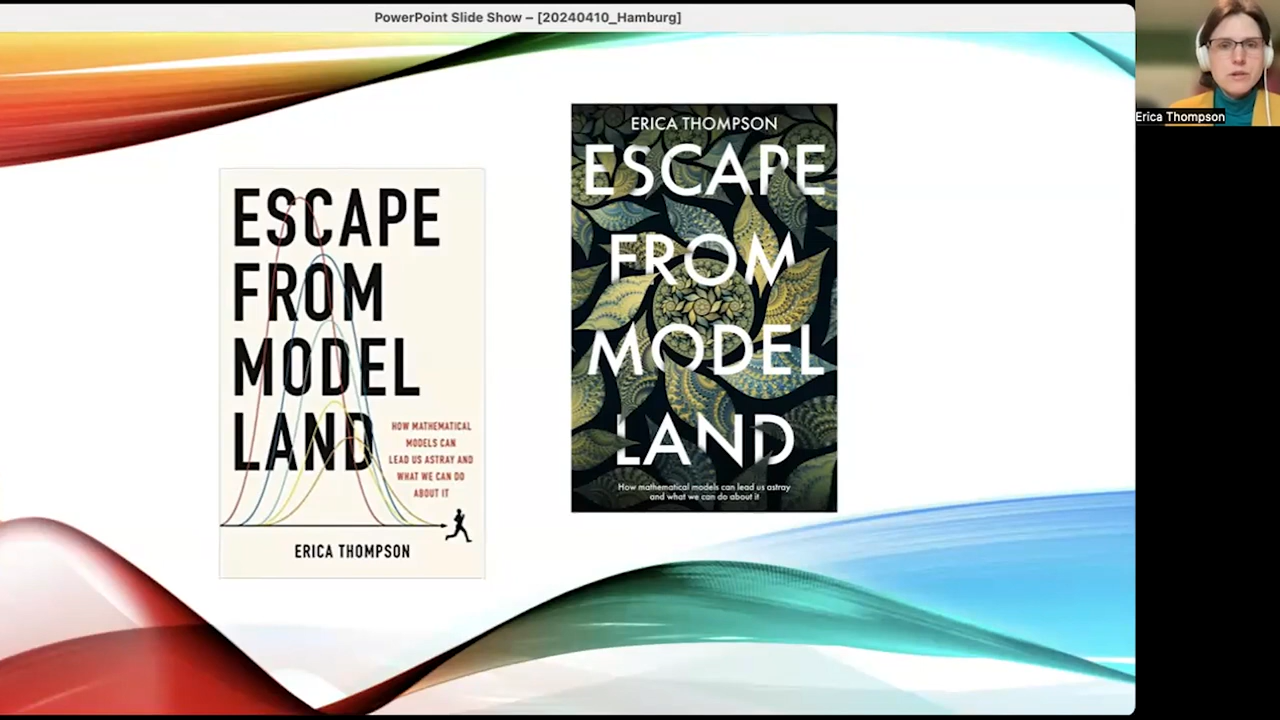 PowerPoint Slide Show – [20240410_Hamburg]
ESCAPE
FROM
MODEL
LAND
HOW MATHEMATICAL
MODELS CAN
LEAD US ASTRAY AND
WHAT WE CAN DO
ABOUT IT
ERICA THOMPSON
ERICA THOMPSON
ESCAPE
FROM
MODEL
LAND
How mathematical models can lead us astray
and what we can do about it
Erica Thompson